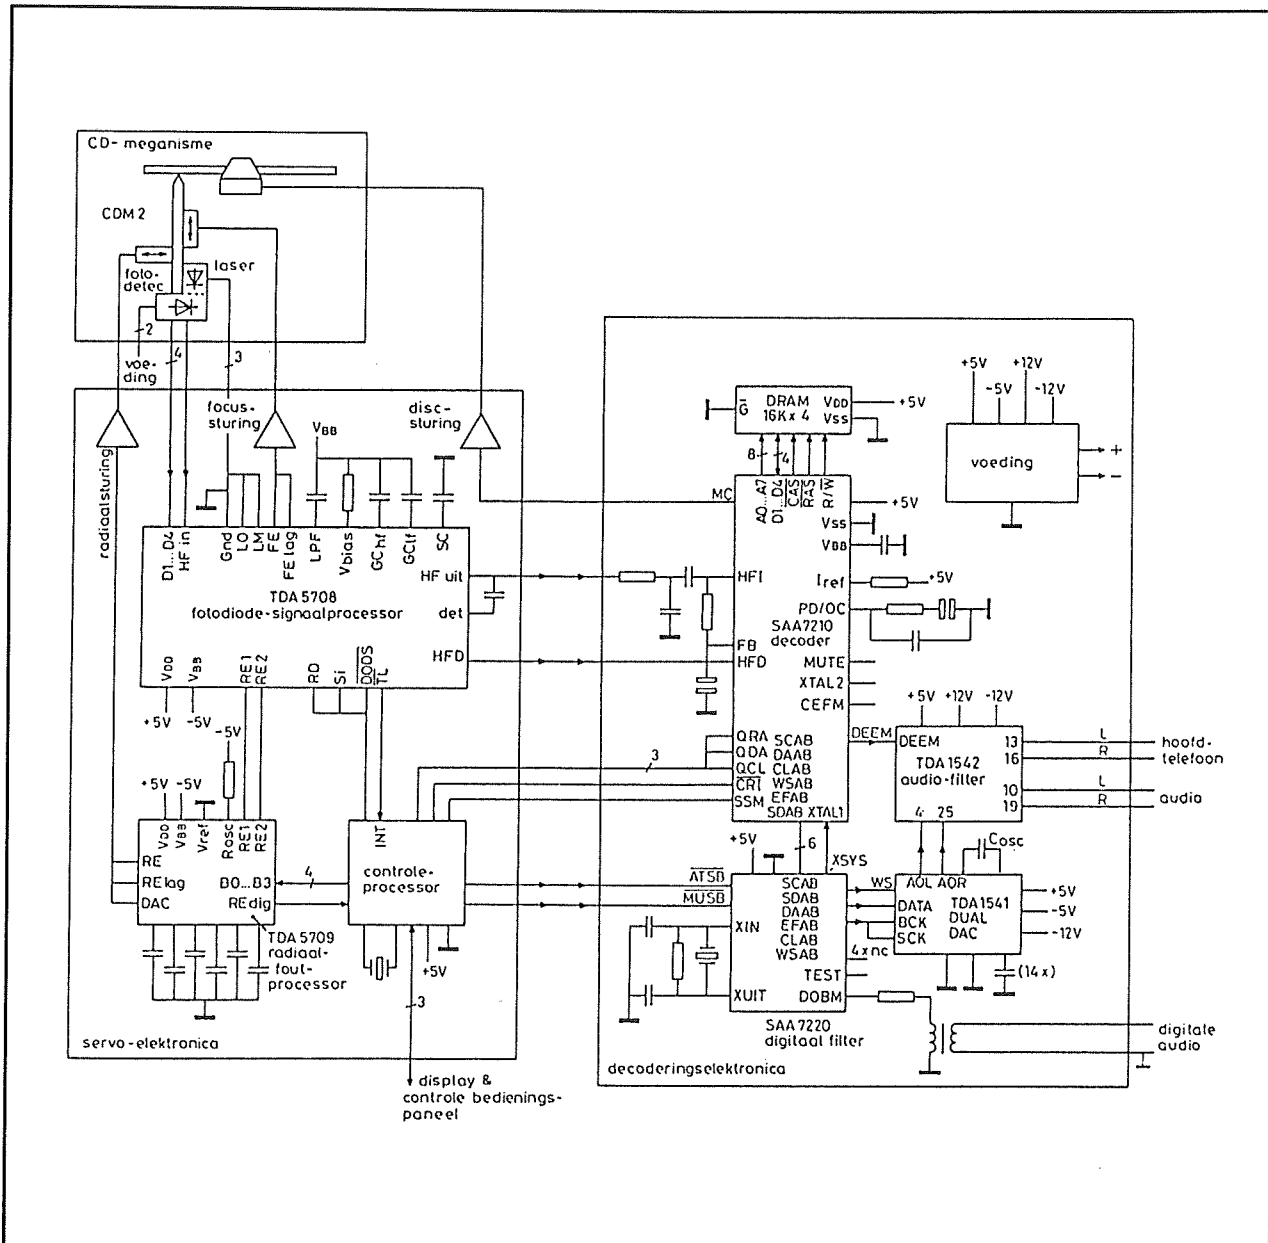 CD- meganisme
CDM 2
laser
foto-
detec
2
4
3
voe-
ding
focus-
sturing
disc-
sturing
radiaalsturing
VBB
D1...D4
HF in
Gnd
LO
LM
FE
FE lag
LPF
Vbias
GChf
GClf
SC
HF uit
TDA 5708
fotodiode-signaalprocessor
det
HFD
VDD
VBB
RE1
RE2
RD
Si
DODS
TL
+5V
-5V
-5V
+5V
-5V
VDD
VBB
Vref
Rosc
RE1
RE2
RE
RE lag
DAC
B0...B3
REdig
4
INT
controle-
processor
TDA 5709
radiaal-
fout-
processor
+5V
3
servo-elektronica
display &
controle bedienings-
paneel
G
DRAM
16K x 4
VDD
VSS
+5V
8
4
MC
A0...A7
D1...D4
CAS
RAS
R/W
+5V
VSS
VBB
HFI
Iref
+5V
PD/OC
SAA7210
decoder
FB
HFD
MUTE
XTAL2
CEFM
3
QRA
QDA
QCL
CRI
SSM
SCAB
DAAB
CLAB
WSAB
EFAB
SDAB
XTAL1
DEEM
+5V
+12V
-5V
-12V
voeding
+
-
+5V
+12V
-12V
DEEM
TDA 1542
audio-filter
13
16
10
19
4
25
L
R
L
R
hoofd-
telefoon
audio
+5V
6
XSYS
Cosc
ATSB
MUSB
SCAB
SDAB
DAAB
EFAB
CLAB
WSAB
XIN
XUIT
TEST
DOBM
WS
4xnc
AOL
AOR
DATA
BCK
SCK
TDA1541
DUAL
DAC
+5V
-5V
-12V
(14x)
SAA7220
digitaal filter
digitale
audio
decoderingselektronica